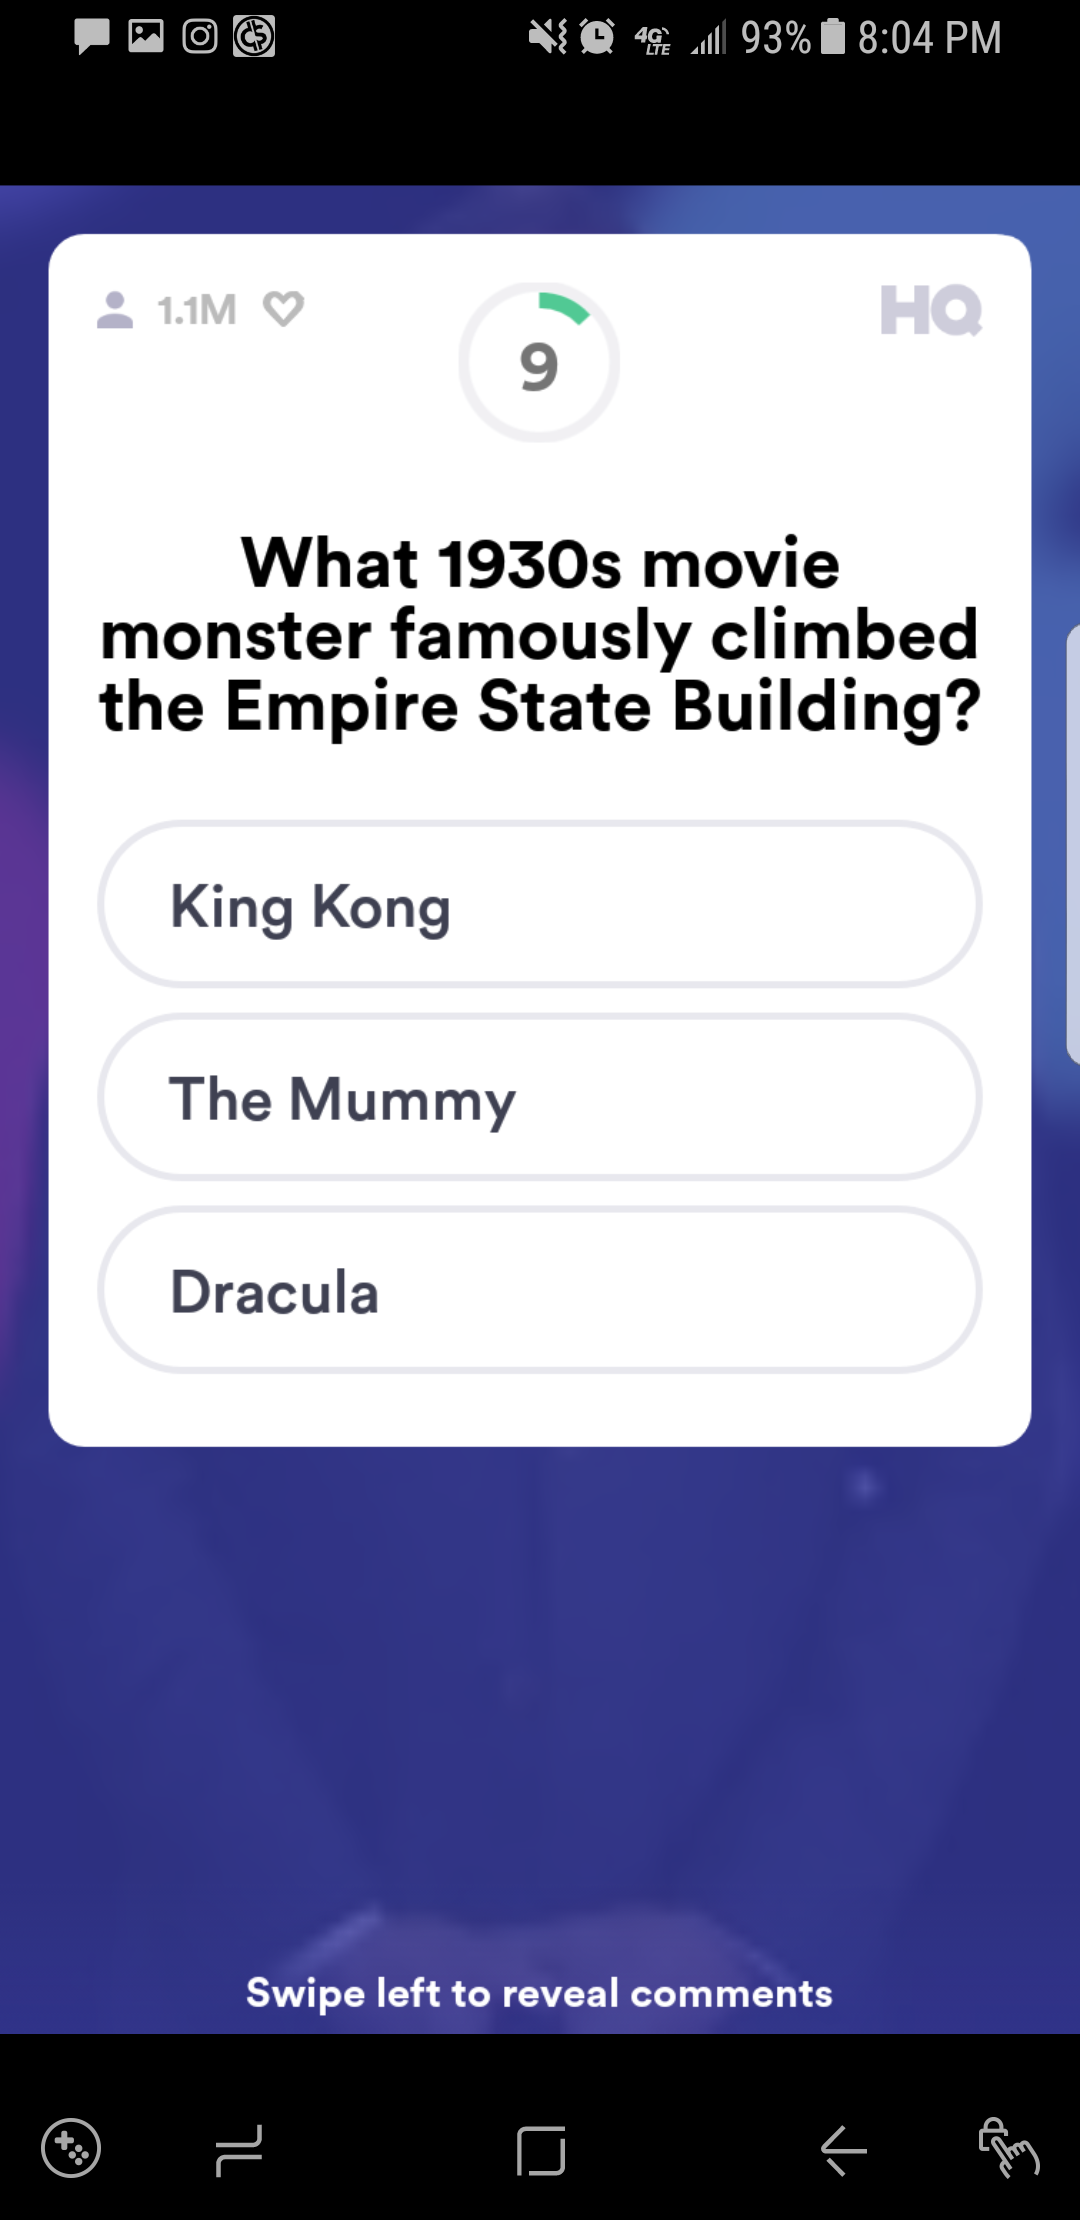 4G LTE 93% 8:04 PM
1.1M
9
HQ
What 1930s movie
monster famously climbed
the Empire State Building?
King Kong
The Mummy
Dracula
Swipe left to reveal comments